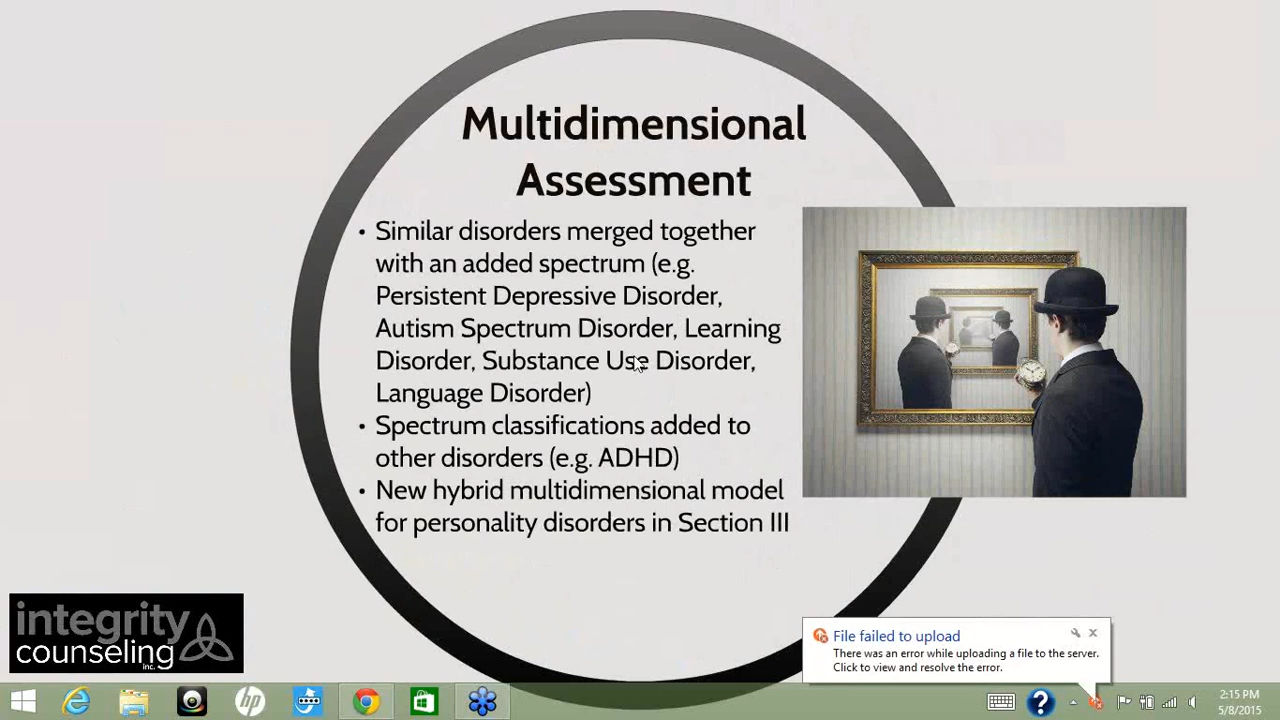 Multidimensional
Assessment
• Similar disorders merged together
with an added spectrum (e.g.
Persistent Depressive Disorder,
Autism Spectrum Disorder, Learning
Disorder, Substance Use Disorder,
Language Disorder)
• Spectrum classifications added to
other disorders (e.g. ADHD)
• New hybrid multidimensional model
for personality disorders in Section III
integrity
counseling
inc.
File failed to upload
There was an error while uploading a file to the server.
Click to view and resolve the error.
hp
?
2:15 PM
5/8/2015